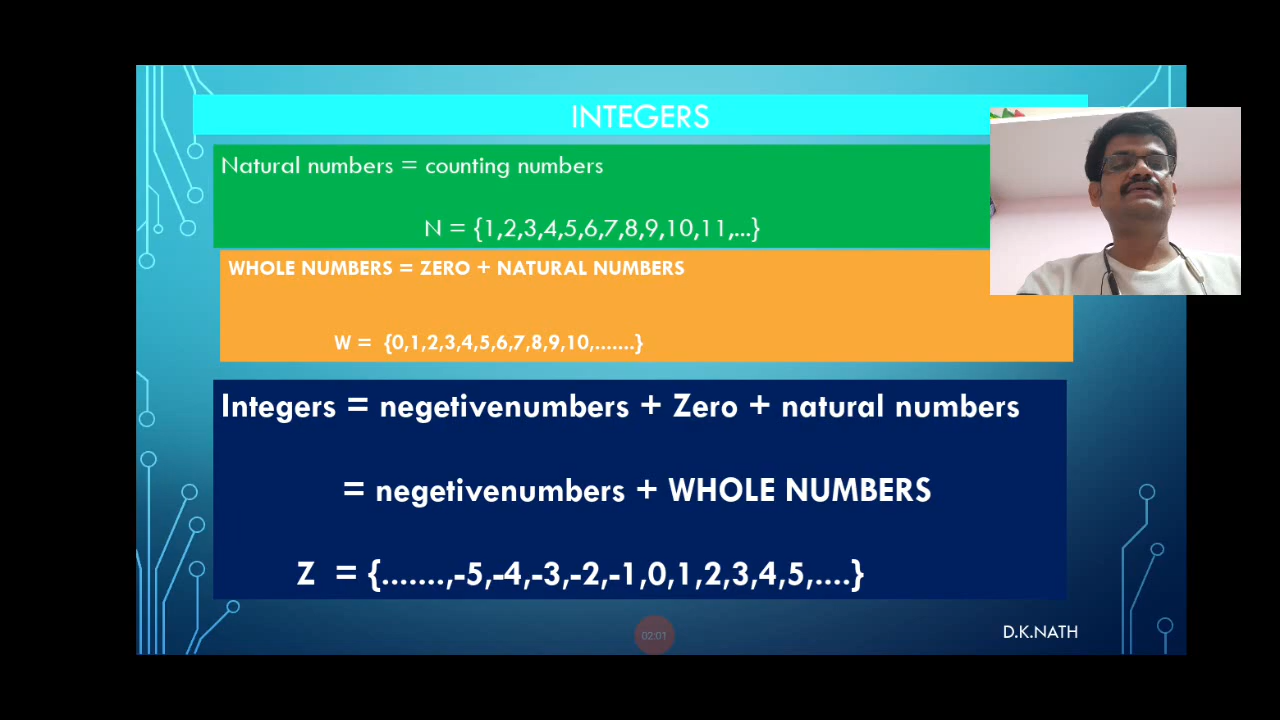 INTEGERS
Natural numbers = counting numbers
N = {1,2,3,4,5,6,7,8,9,10,11,...}
WHOLE NUMBERS = ZERO + NATURAL NUMBERS
W = {0,1,2,3,4,5,6,7,8,9,10,.......}
Integers = negetivenumbers + Zero + natural numbers
= negetivenumbers + WHOLE NUMBERS
Z = {.......,-5,-4,-3,-2,-1,0,1,2,3,4,5,....}
02:01
D.K.NATH